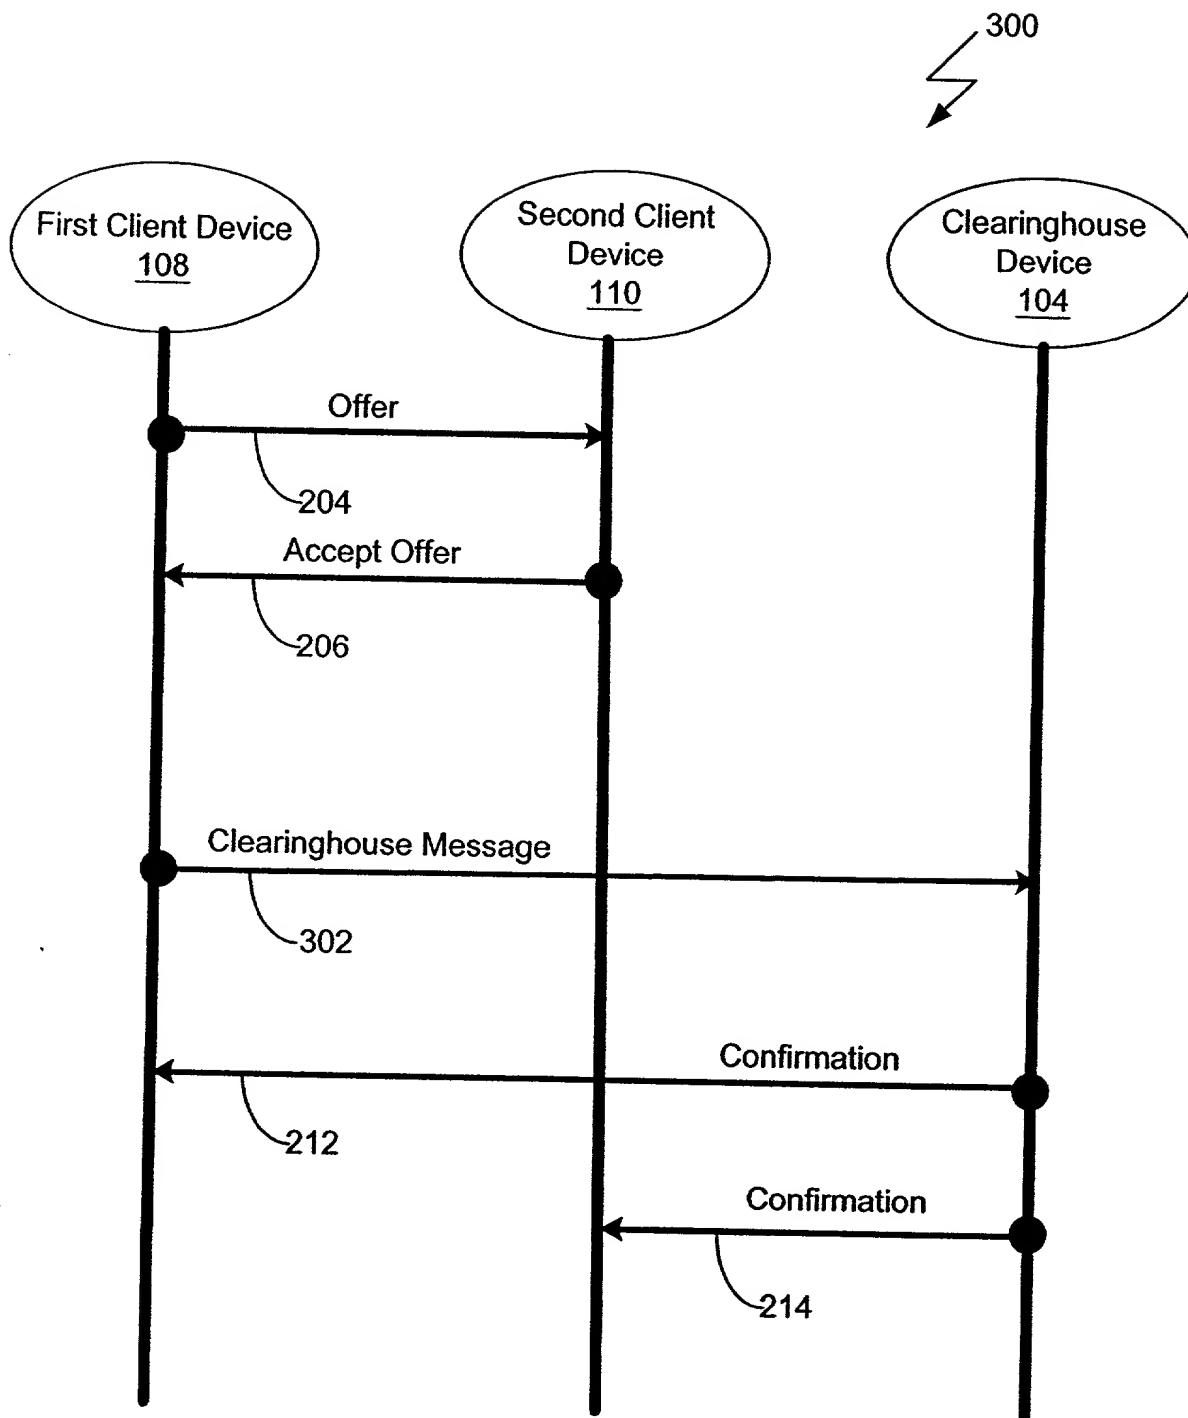 300
First Client Device
108
Second Client
Device
110
Clearinghouse
Device
104
Offer
204
Accept Offer
206
Clearinghouse Message
302
Confirmation
212
Confirmation
214